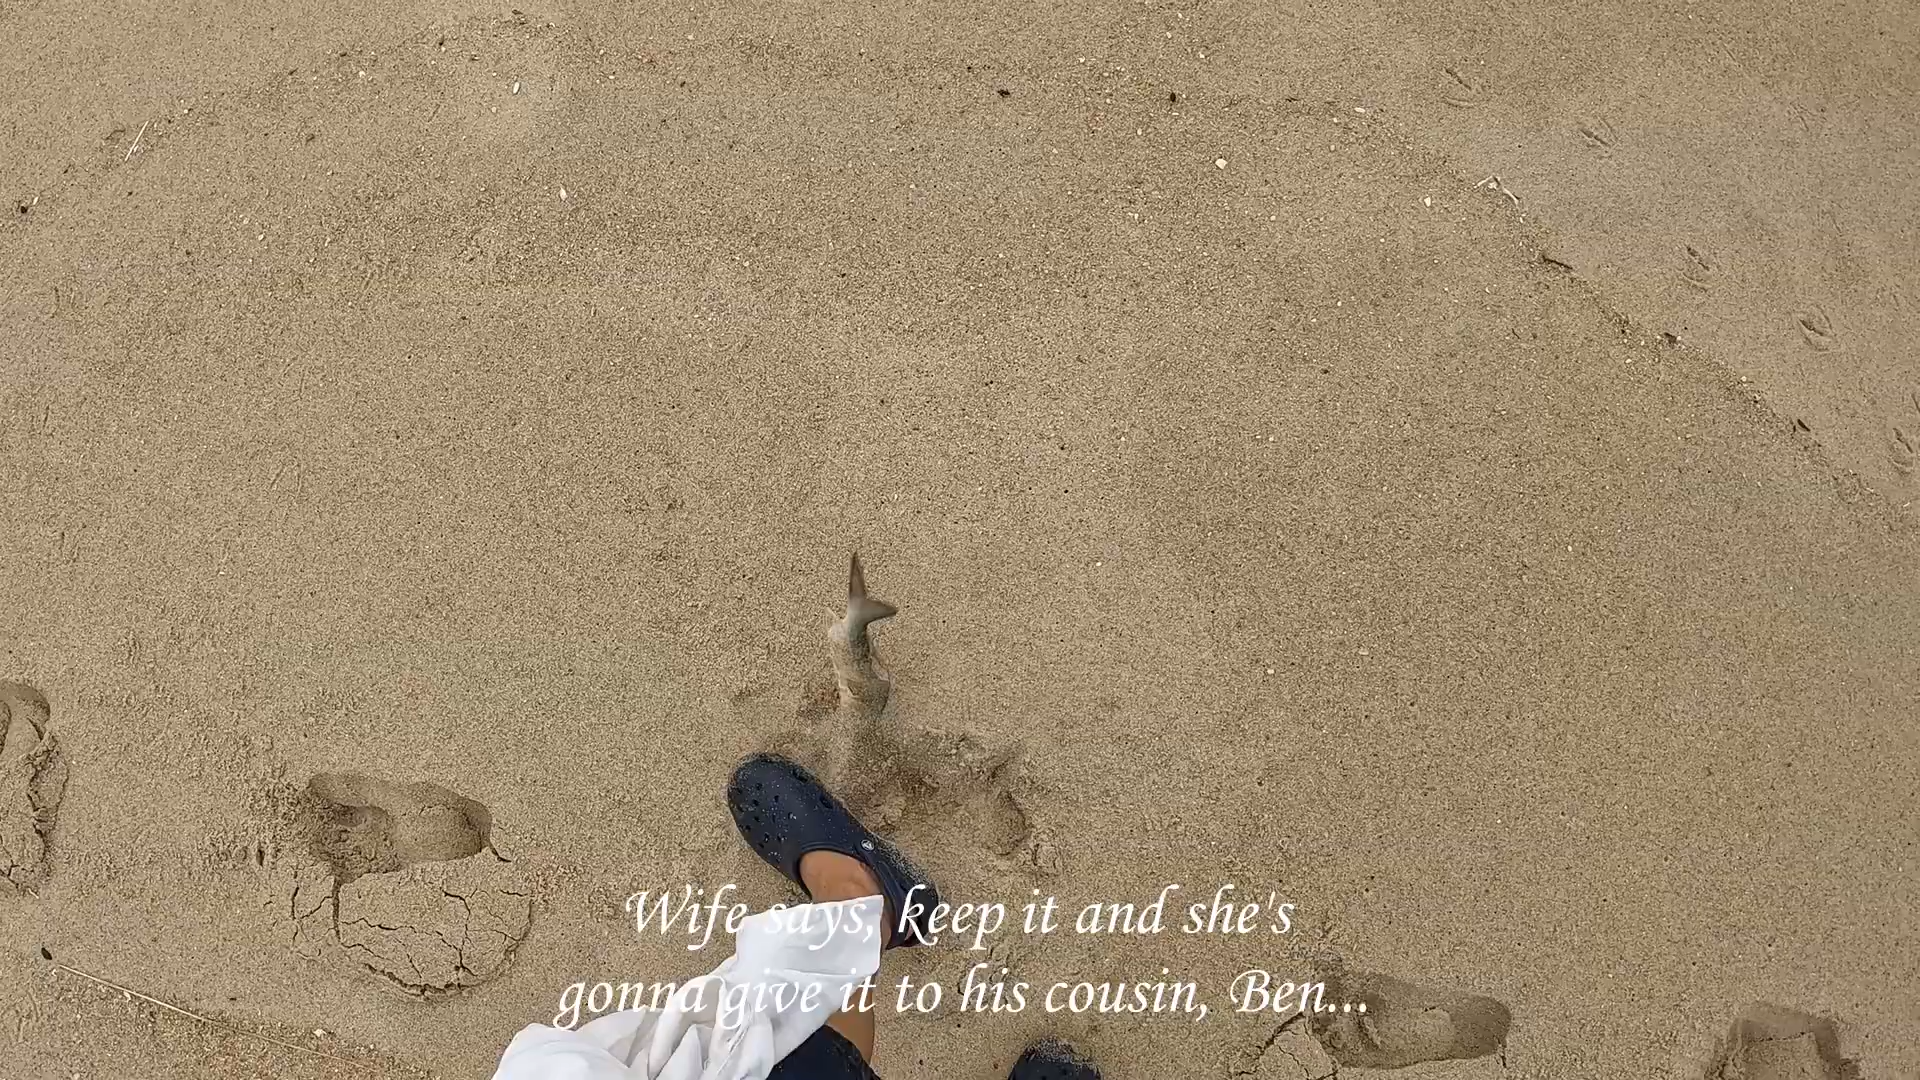 Wife says, keep it and she's
gonna give it to his cousin, Ben...